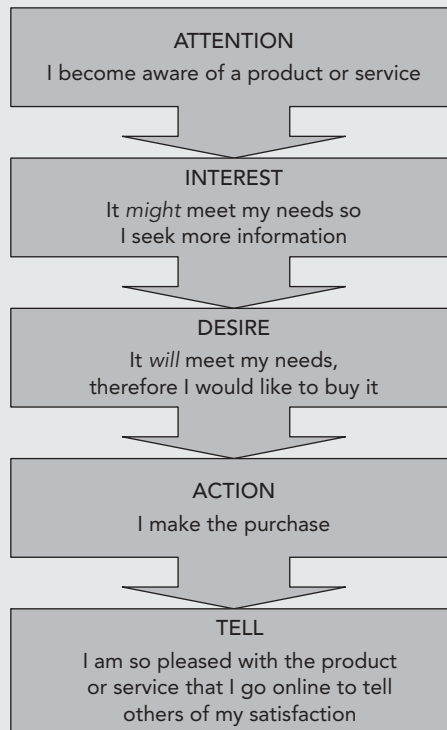 ATTENTION
I become aware of a product or service
INTEREST
It might meet my needs so
I seek more information
DESIRE
It will meet my needs,
therefore I would like to buy it
ACTION
I make the purchase
TELL
I am so pleased with the product
or service that I go online to tell
others of my satisfaction